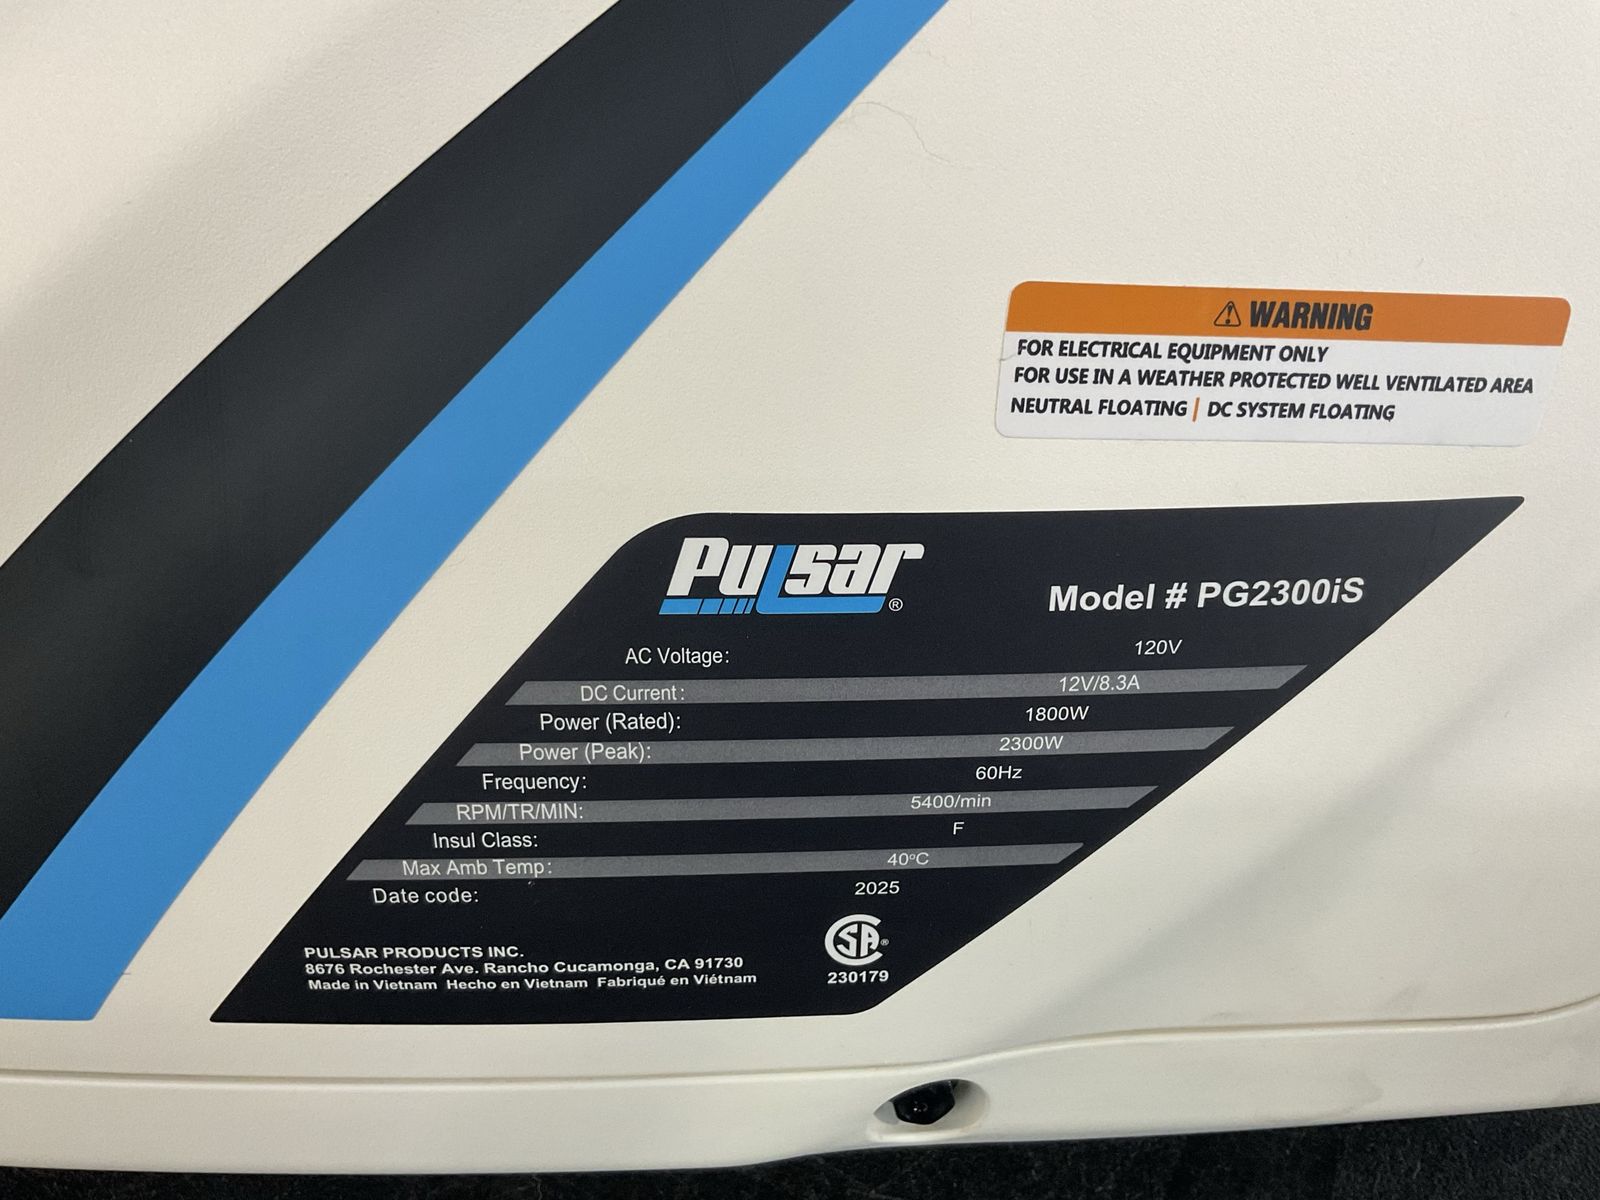 ⚠ WARNING
FOR ELECTRICAL EQUIPMENT ONLY
FOR USE IN A WEATHER PROTECTED WELL VENTILATED AREA
NEUTRAL FLOATING | DC SYSTEM FLOATING
Pulsar®
Model # PG2300iS
AC Voltage: 120V
DC Current: 12V/8.3A
Power (Rated): 1800W
Power (Peak): 2300W
Frequency: 60Hz
RPM/TR/MIN: 5400/min
Insul Class: F
Max Amb Temp: 40°C
Date code: 2025
PULSAR PRODUCTS INC.
8676 Rochester Ave. Rancho Cucamonga, CA 91730
Made in Vietnam Hecho en Vietnam Fabriqué en Viétnam
CSA®
230179